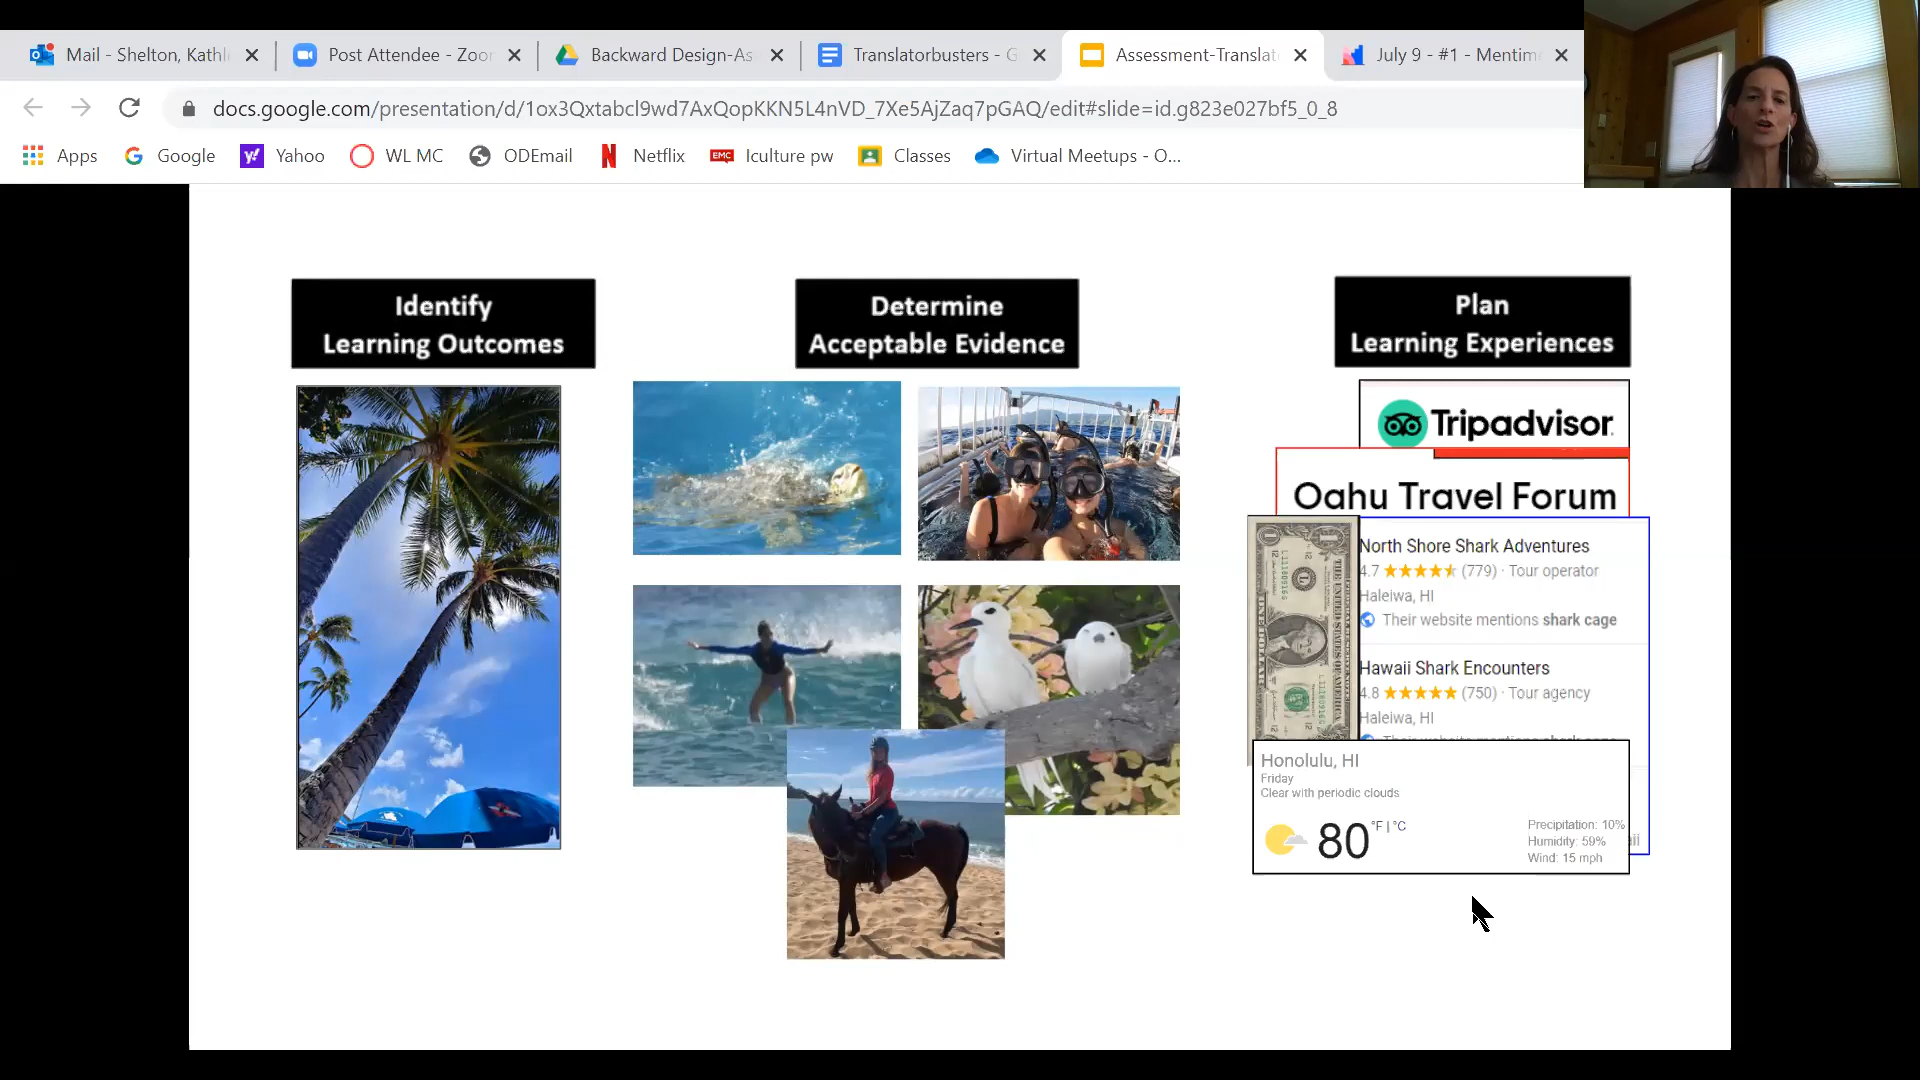 Mail - Shelton, Kathl
Post Attendee - Zoo
Backward Design-As
Translatorbusters - G
Assessment-Translat
July 9 - #1 - Mentim
docs.google.com/presentation/d/1ox3Qxtabcl9wd7AxQopKKN5L4nVD_7Xe5AjZaq7pGAQ/edit#slide=id.g823e027bf5_0_8
Apps
Google
Yahoo
WL MC
ODEmail
Netflix
EMC
Iculture pw
Classes
Virtual Meetups - O...
Identify
Learning Outcomes
Determine
Acceptable Evidence
Plan
Learning Experiences
Tripadvisor
Oahu Travel Forum
North Shore Shark Adventures
4.7 (779) · Tour operator
Haleiwa, HI
Their website mentions shark cage
Hawaii Shark Encounters
4.8 (750) · Tour agency
Haleiwa, HI
Honolulu, HI
Friday
Clear with periodic clouds
80 °F | °C
Precipitation: 10%
Humidity: 59%
Wind: 15 mph